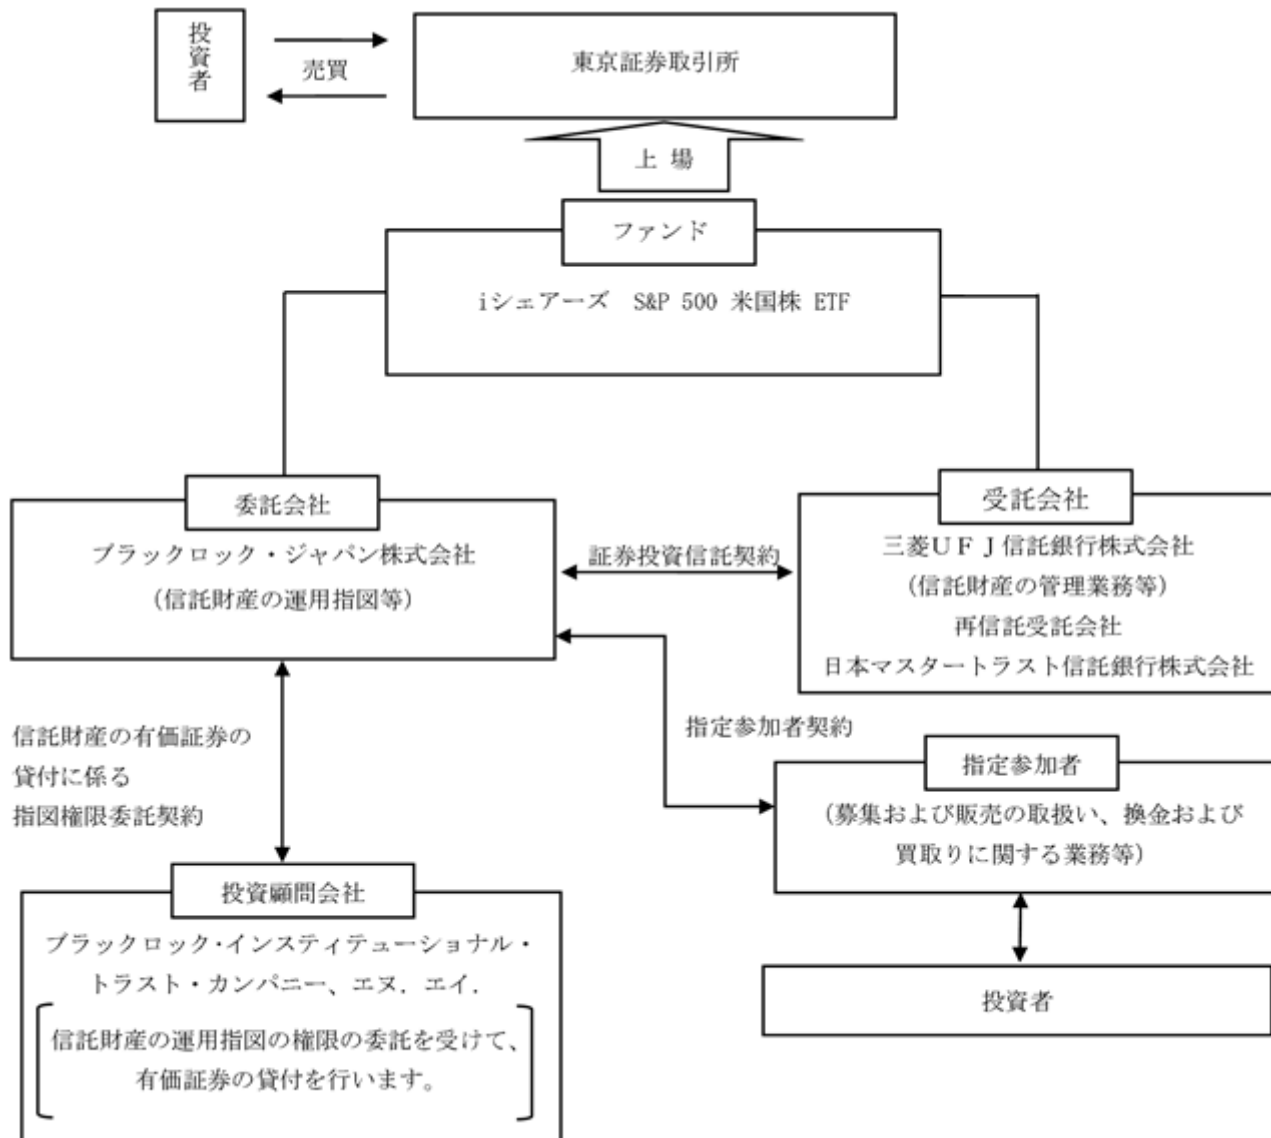 投資者
売買
東京証券取引所
上 場
ファンド
iシェアーズ　S&P 500 米国株 ETF
委託会社
ブラックロック・ジャパン株式会社
(信託財産の運用指図等)
証券投資信託契約
受託会社
三菱ＵＦＪ信託銀行株式会社
(信託財産の管理業務等)
再信託受託会社
日本マスタートラスト信託銀行株式会社
信託財産の有価証券の
貸付に係る
指図権限委託契約
指定参加者契約
指定参加者
(募集および販売の取扱い、換金および
買取りに関する業務等)
投資顧問会社
ブラックロック・インスティテューショナル・
トラスト・カンパニー、エヌ．エイ．
信託財産の運用指図の権限の委託を受けて、
有価証券の貸付を行います。
投資者